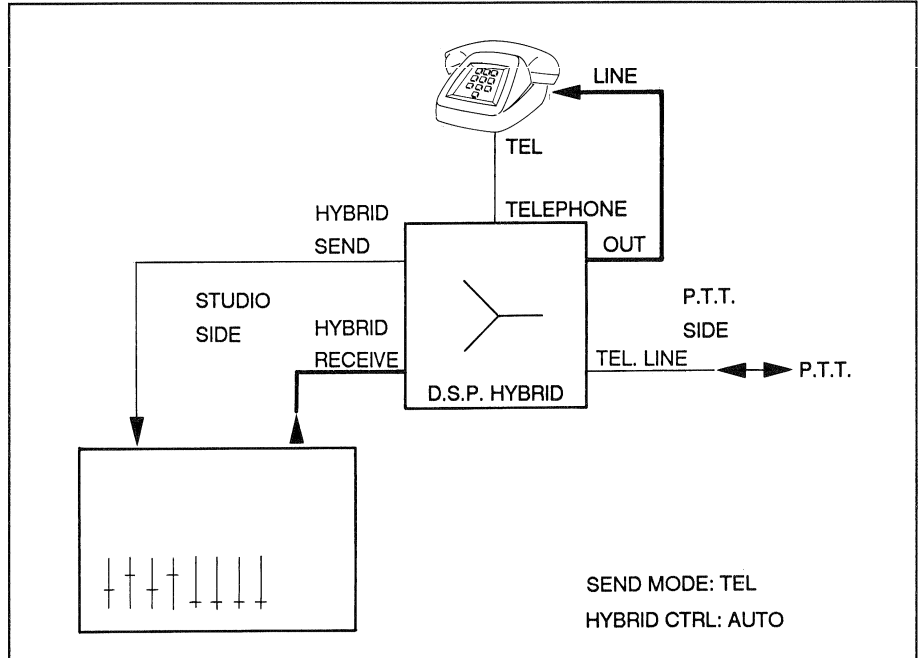 LINE
TEL
TELEPHONE
HYBRID
SEND
OUT
STUDIO
SIDE
P.T.T.
SIDE
HYBRID
RECEIVE
TEL. LINE
P.T.T.
D.S.P. HYBRID
SEND MODE: TEL
HYBRID CTRL: AUTO